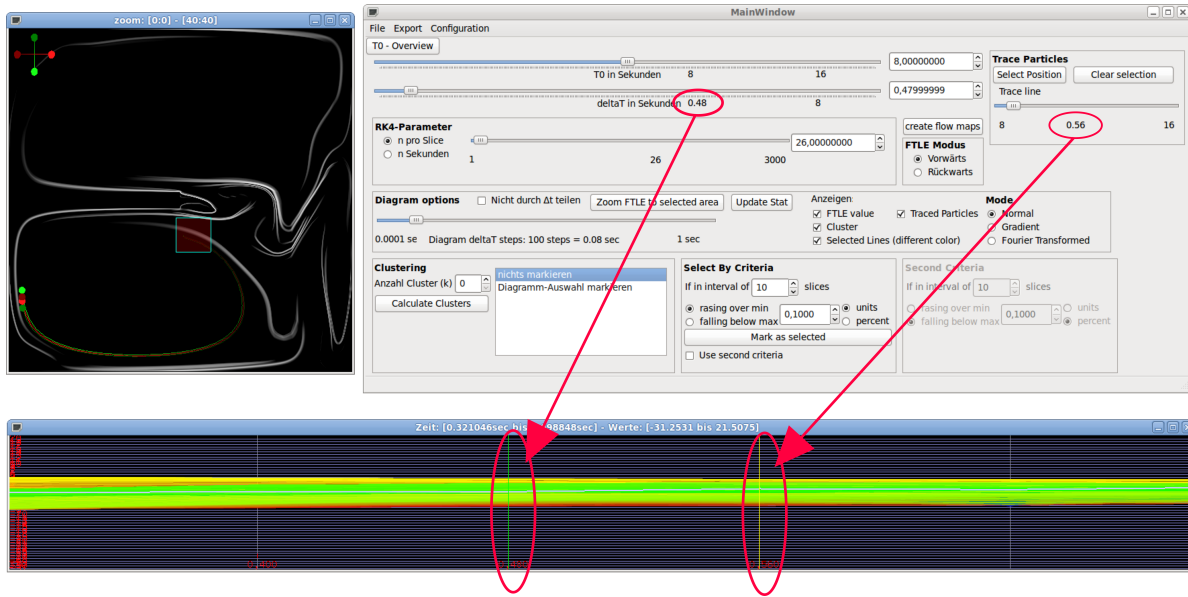 zoom: [0:0] - [40:40]
MainWindow
File Export Configuration
T0 - Overview
8,00000000
T0 in Sekunden 8 16
0,47999999
deltaT in Sekunden 0.48 8
Trace Particles
Select Position Clear selection
Trace line
8 0.56 16
RK4-Parameter
n pro Slice
n Sekunden
26,00000000
1 26 3000
create flow maps
FTLE Modus
Vorwärts
Rückwarts
Diagram options Nicht durch Δt teilen Zoom FTLE to selected area Update Stat
0.0001 se Diagram deltaT steps: 100 steps = 0.08 sec 1 sec
Anzeigen:
FTLE value Traced Particles
Cluster
Selected Lines (different color)
Mode
Normal
Gradient
Fourier Transformed
Clustering
Anzahl Cluster (k) 0
Calculate Clusters
nichts markieren
Diagramm-Auswahl markieren
Select By Criteria
If in interval of 10 slices
rasing over min
falling below max
0,1000
units
percent
Mark as selected
Use second criteria
Second Criteria
If in interval of 10 slices
rasing over min
falling below max
0,1000
units
percent
Zeit: [0.321046sec bis 98848sec] - Werte: [-31.2531 bis 21.5075]